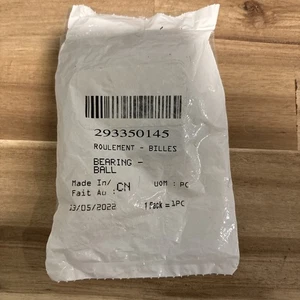 293350145
ROULEMENT - BILLES
BEARING -
BALL
Made In/ CN UOM : PC
Fait Au :
13/05/2022 1 Pack = 1PC